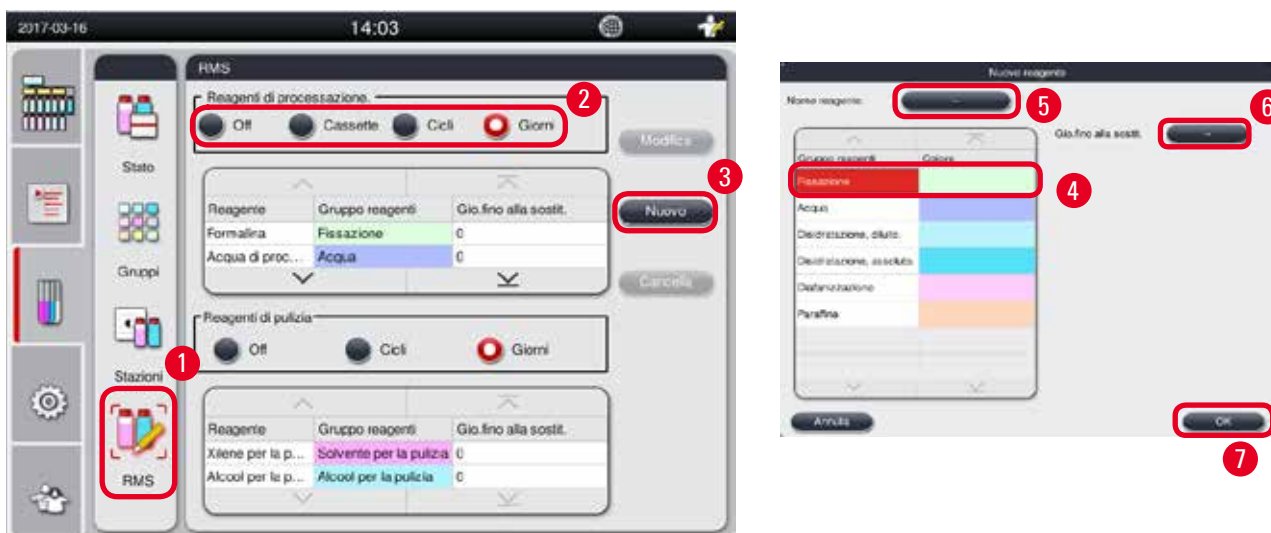 2017-03-16 14:03
RMS
Reagenti di processazione.
2
Off Cassette Cicli Giorni
Modifica
3
Reagente Gruppo reagenti Gio.fino alla sostit.
Nuovo
Formalina Fissazione 0
Acqua di proc... Acqua 0
Cancella
Reagenti di pulizia
Off Cicli Giorni
Reagente Gruppo reagenti Gio.fino alla sostit.
Xilene per la p... Solvente per la pulizia 0
Alcool per la p... Alcool per la pulizia 0
Stato
Gruppi
Stazioni
1
RMS
Nuovo reagente
Nome reagente: --
5
Gio.fino alla sostit. --
6
Gruppo reagenti Colore
Fissazione
4
Acqua
Disidratazione, diluto.
Disidratazione, assoluta
Diafanizzazione
Paraffina
Annulla
OK
7